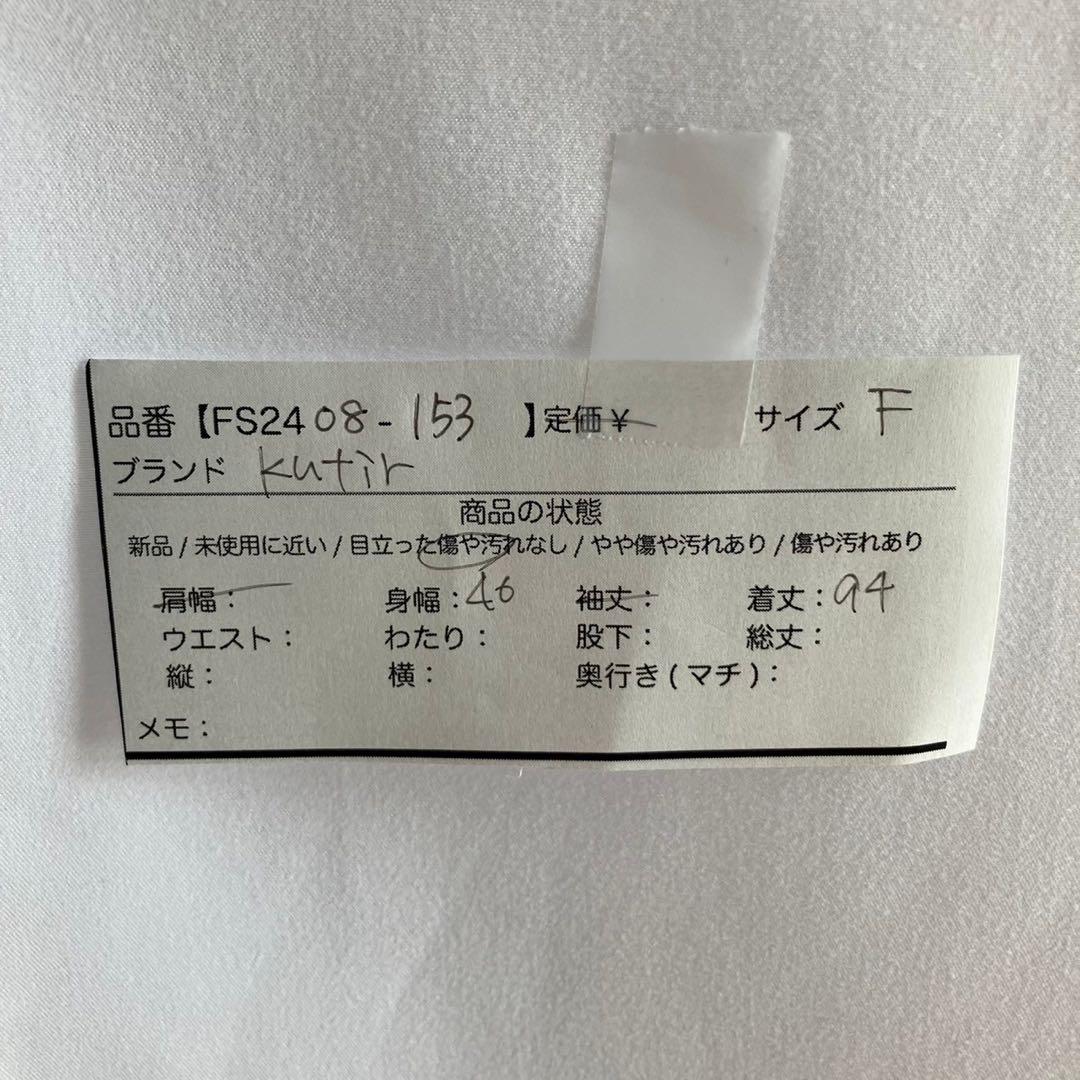 品番【FS2408-153 】定価¥ サイズ F
ブランド kutir
商品の状態
新品/未使用に近い/目立った傷や汚れなし/やや傷や汚れあり/傷や汚れあり
肩幅： 身幅：46 袖丈： 着丈：94
ウエスト： わたり： 股下： 総丈：
縦： 横： 奥行き(マチ)：
メモ：